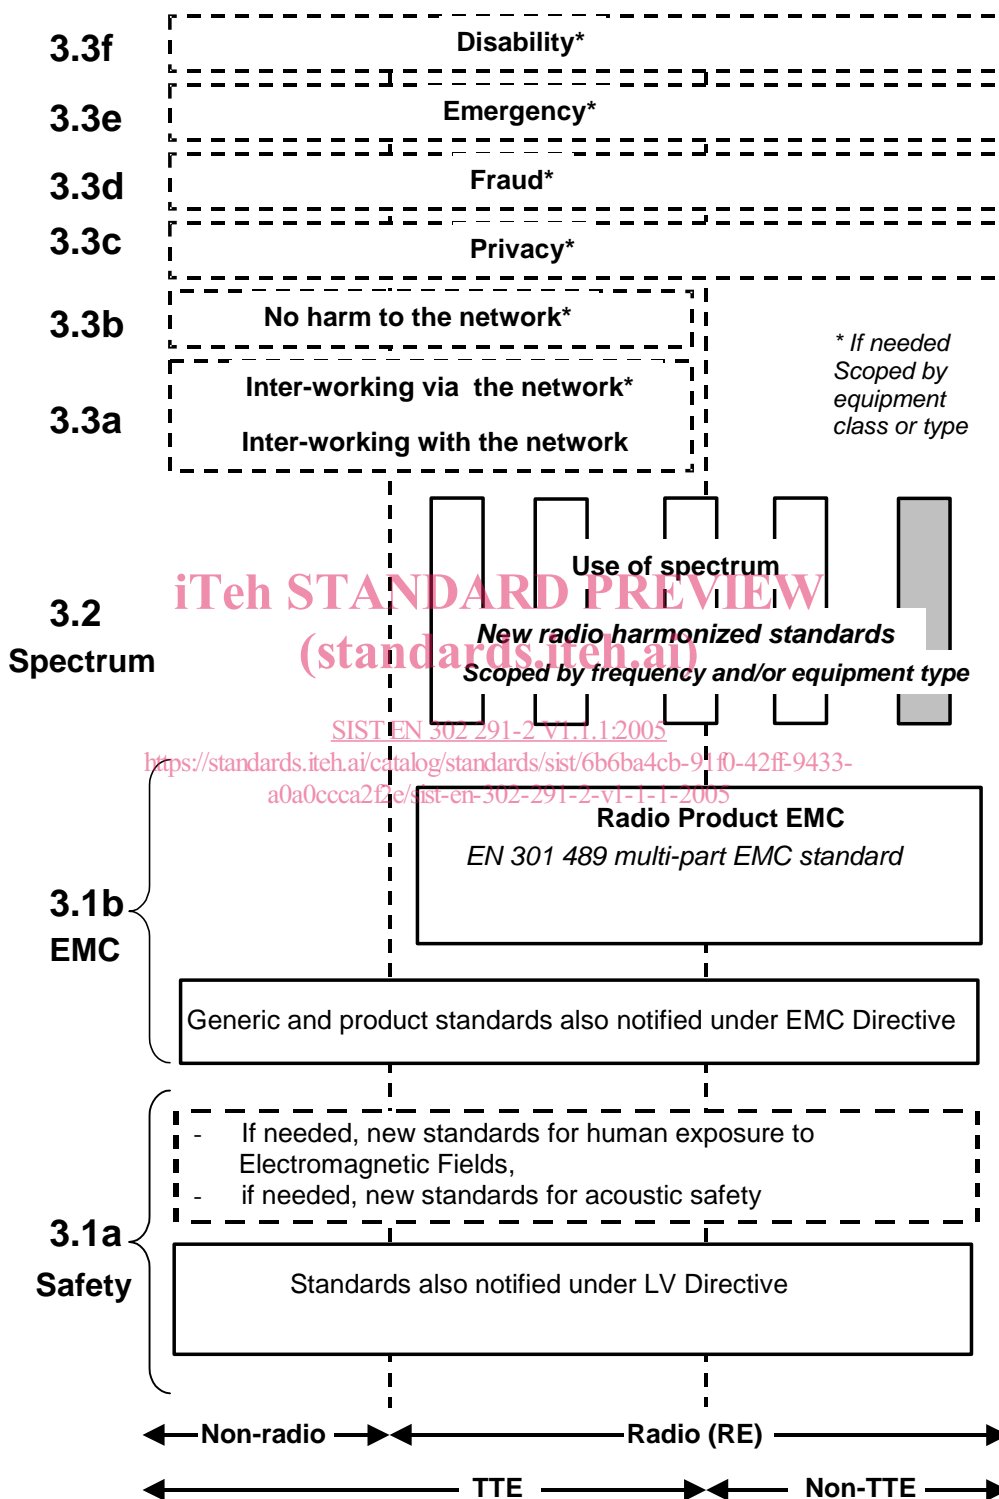 3.3f
Disability*
3.3e
Emergency*
3.3d
Fraud*
3.3c
Privacy*
3.3b
No harm to the network*
* If needed
Scoped by
equipment
class or type
3.3a
Inter-working via the network*
Inter-working with the network
Use of spectrum
iTeh STANDARD PREVIEW
3.2
Spectrum
New radio harmonized standards
(standards.iteh.ai)
Scoped by frequency and/or equipment type
SIST EN 302 291-2 V1.1.1:2005
https://standards.iteh.ai/catalog/standards/sist/6b6ba4cb-91f0-42ff-9433-
a0a0ccca2f2e/sist-en-302-291-2-v1-1-1-2005
Radio Product EMC
EN 301 489 multi-part EMC standard
3.1b
EMC
Generic and product standards also notified under EMC Directive
- If needed, new standards for human exposure to
Electromagnetic Fields,
- if needed, new standards for acoustic safety
3.1a
Safety
Standards also notified under LV Directive
Non-radio
Radio (RE)
TTE
Non-TTE